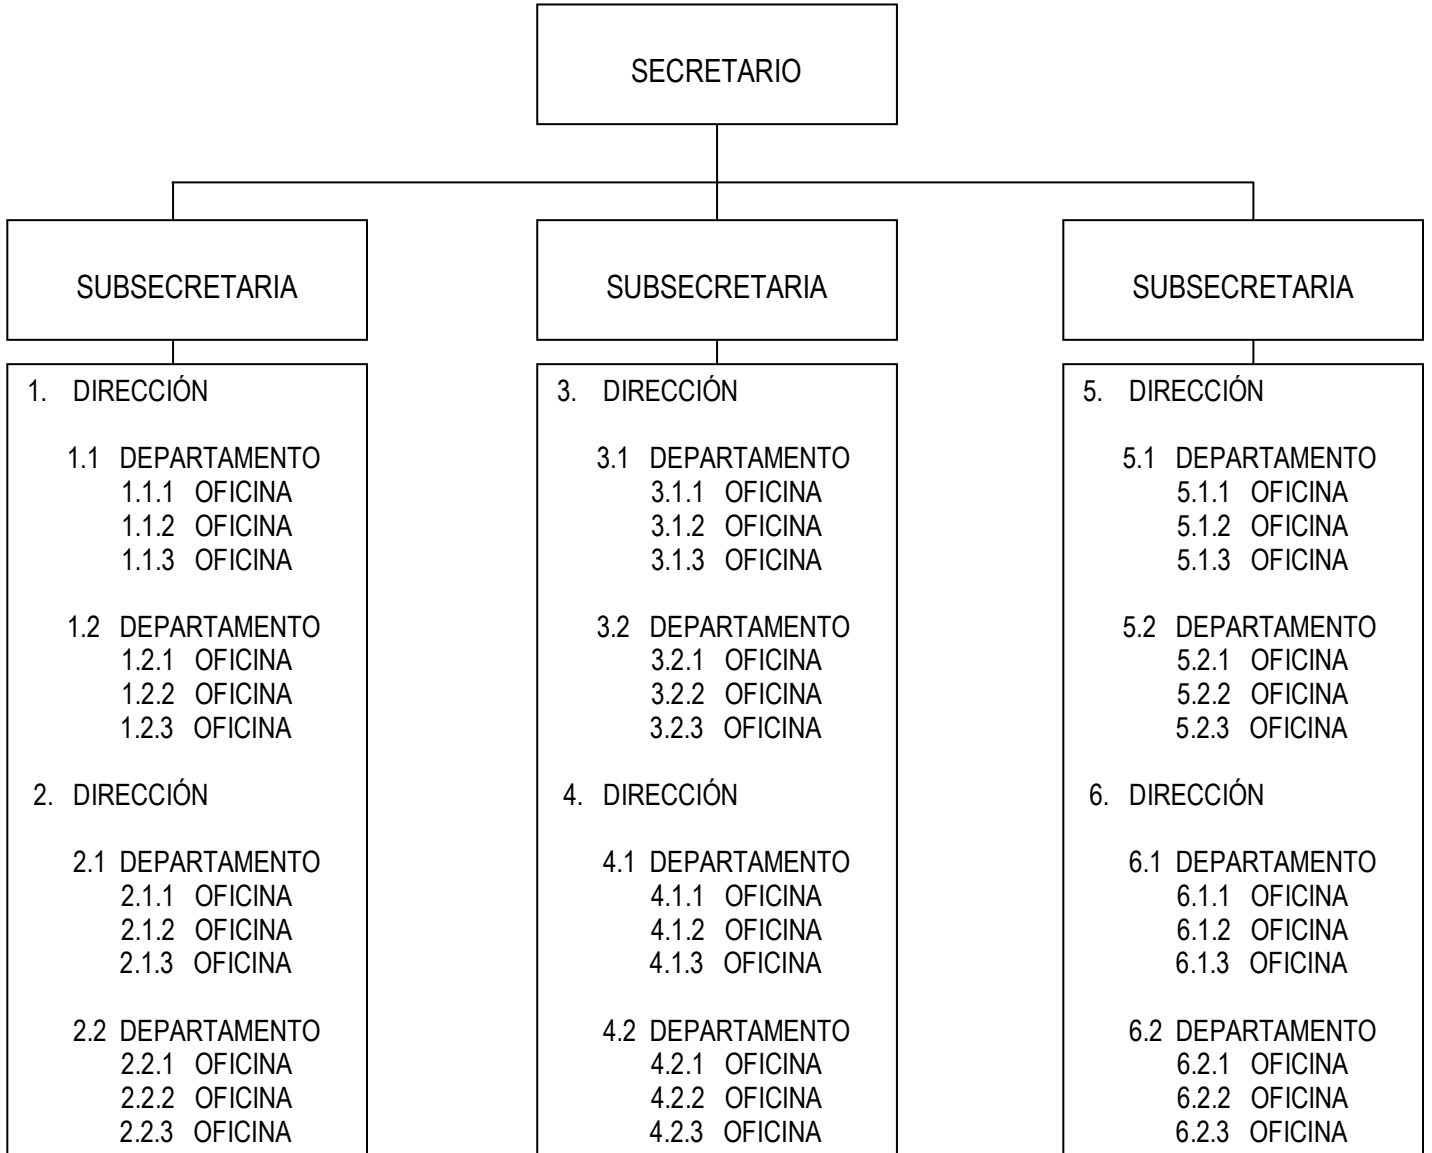 SECRETARIO
SUBSECRETARIA
1. DIRECCIÓN
1.1 DEPARTAMENTO
1.1.1 OFICINA
1.1.2 OFICINA
1.1.3 OFICINA
1.2 DEPARTAMENTO
1.2.1 OFICINA
1.2.2 OFICINA
1.2.3 OFICINA
2. DIRECCIÓN
2.1 DEPARTAMENTO
2.1.1 OFICINA
2.1.2 OFICINA
2.1.3 OFICINA
2.2 DEPARTAMENTO
2.2.1 OFICINA
2.2.2 OFICINA
2.2.3 OFICINA
SUBSECRETARIA
3. DIRECCIÓN
3.1 DEPARTAMENTO
3.1.1 OFICINA
3.1.2 OFICINA
3.1.3 OFICINA
3.2 DEPARTAMENTO
3.2.1 OFICINA
3.2.2 OFICINA
3.2.3 OFICINA
4. DIRECCIÓN
4.1 DEPARTAMENTO
4.1.1 OFICINA
4.1.2 OFICINA
4.1.3 OFICINA
4.2 DEPARTAMENTO
4.2.1 OFICINA
4.2.2 OFICINA
4.2.3 OFICINA
SUBSECRETARIA
5. DIRECCIÓN
5.1 DEPARTAMENTO
5.1.1 OFICINA
5.1.2 OFICINA
5.1.3 OFICINA
5.2 DEPARTAMENTO
5.2.1 OFICINA
5.2.2 OFICINA
5.2.3 OFICINA
6. DIRECCIÓN
6.1 DEPARTAMENTO
6.1.1 OFICINA
6.1.2 OFICINA
6.1.3 OFICINA
6.2 DEPARTAMENTO
6.2.1 OFICINA
6.2.2 OFICINA
6.2.3 OFICINA